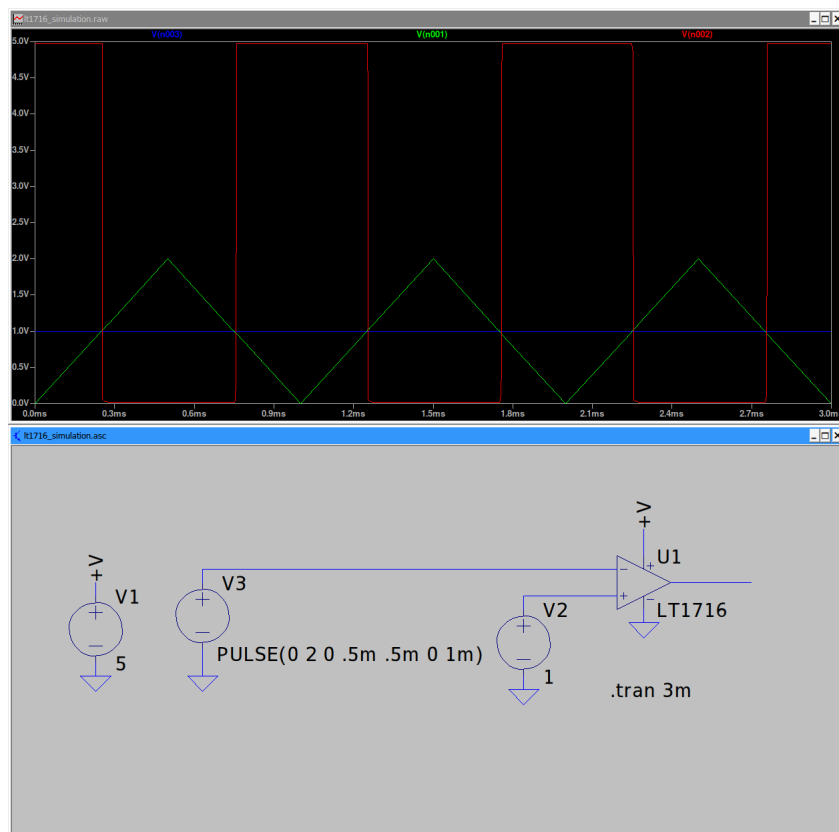 lt1716_simulation.raw
V(n003) V(n001) V(n002)
5.0V
4.5V
4.0V
3.5V
3.0V
2.5V
2.0V
1.5V
1.0V
0.5V
0.0V
0.0ms 0.3ms 0.6ms 0.9ms 1.2ms 1.5ms 1.8ms 2.1ms 2.4ms 2.7ms 3.0m
lt1716_simulation.asc
+V
U1
+V
V1
V3
V2
LT1716
PULSE(0 2 0 .5m .5m 0 1m)
5
1
.tran 3m